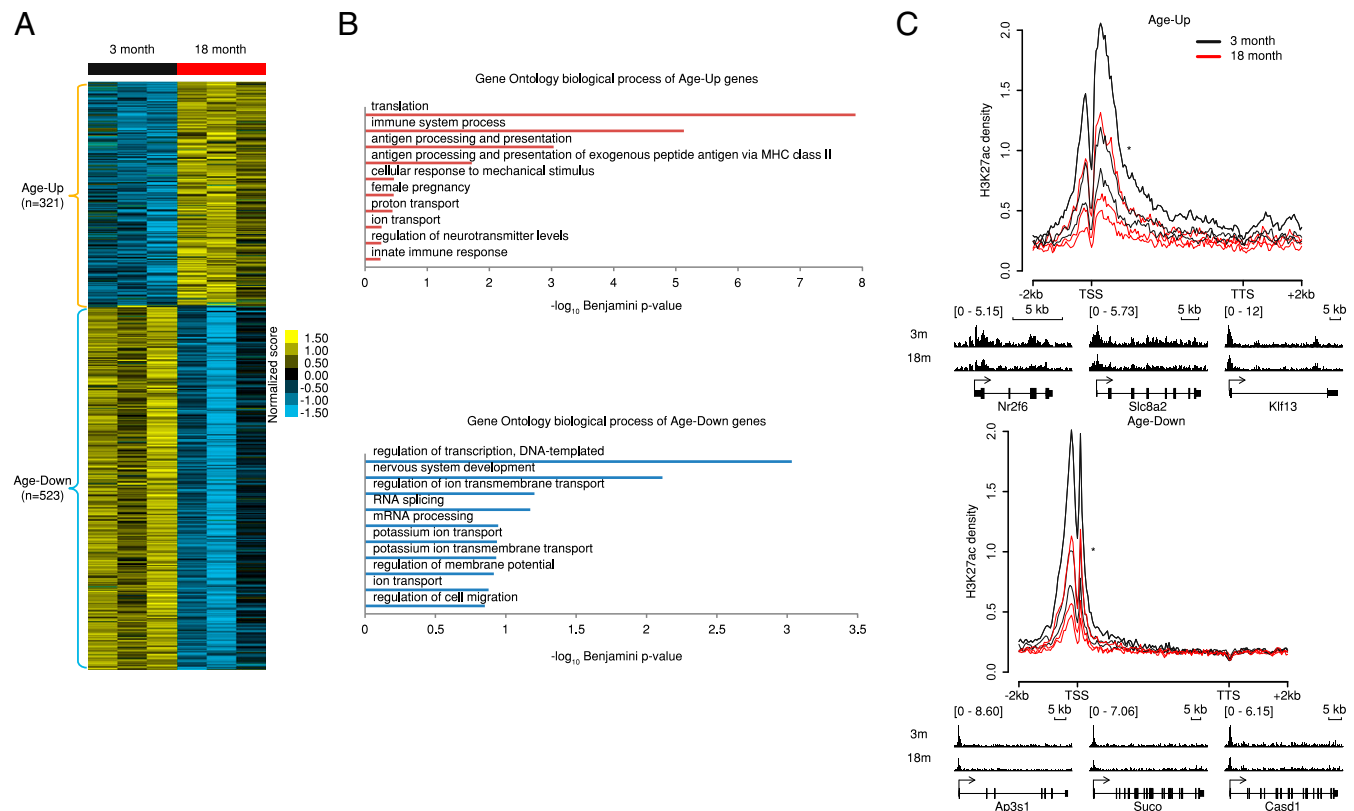 A
3 month 18 month
Age-Up
(n=321)
Age-Down
(n=523)
Normalized score
1.50
1.00
0.50
0.00
-0.50
-1.00
-1.50
B
Gene Ontology biological process of Age-Up genes
translation
immune system process
antigen processing and presentation
antigen processing and presentation of exogenous peptide antigen via MHC class II
cellular response to mechanical stimulus
female pregnancy
proton transport
ion transport
regulation of neurotransmitter levels
innate immune response
0 1 2 3 4 5 6 7 8
-log10 Benjamini p-value
Gene Ontology biological process of Age-Down genes
regulation of transcription, DNA-templated
nervous system development
regulation of ion transmembrane transport
RNA splicing
mRNA processing
potassium ion transport
potassium ion transmembrane transport
regulation of membrane potential
ion transport
regulation of cell migration
0 0.5 1 1.5 2 2.5 3 3.5
-log10 Benjamini p-value
C
Age-Up
3 month
18 month
H3K27ac density
2.0
1.5
1.0
0.5
0.0
*
-2kb TSS TTS +2kb
[0 - 5.15] 5 kb [0 - 5.73] 5 kb [0 - 12] 5 kb
3m
18m
Nr2f6 Slc8a2 Klf13
Age-Down
H3K27ac density
2.0
1.5
1.0
0.5
0.0
*
-2kb TSS TTS +2kb
[0 - 8.60] 5 kb [0 - 7.06] 5 kb [0 - 6.15] 5 kb
3m
18m
Ap3s1 Suco Casd1